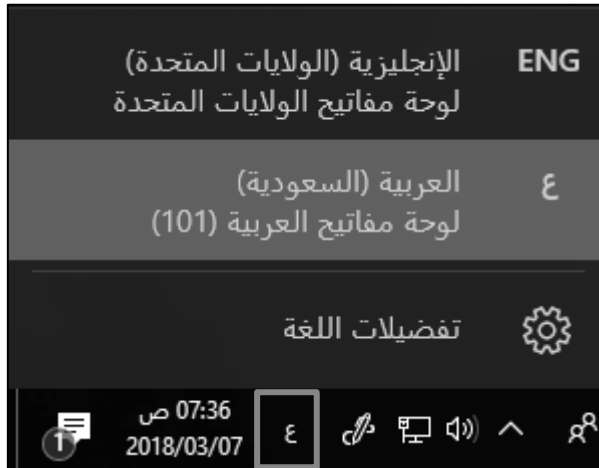 ENG الإنجليزية (الولايات المتحدة)
لوحة مفاتيح الولايات المتحدة
ع العربية (السعودية)
لوحة مفاتيح العربية (101)
تفضيلات اللغة
ع
07:36 ص
2018/03/07
1